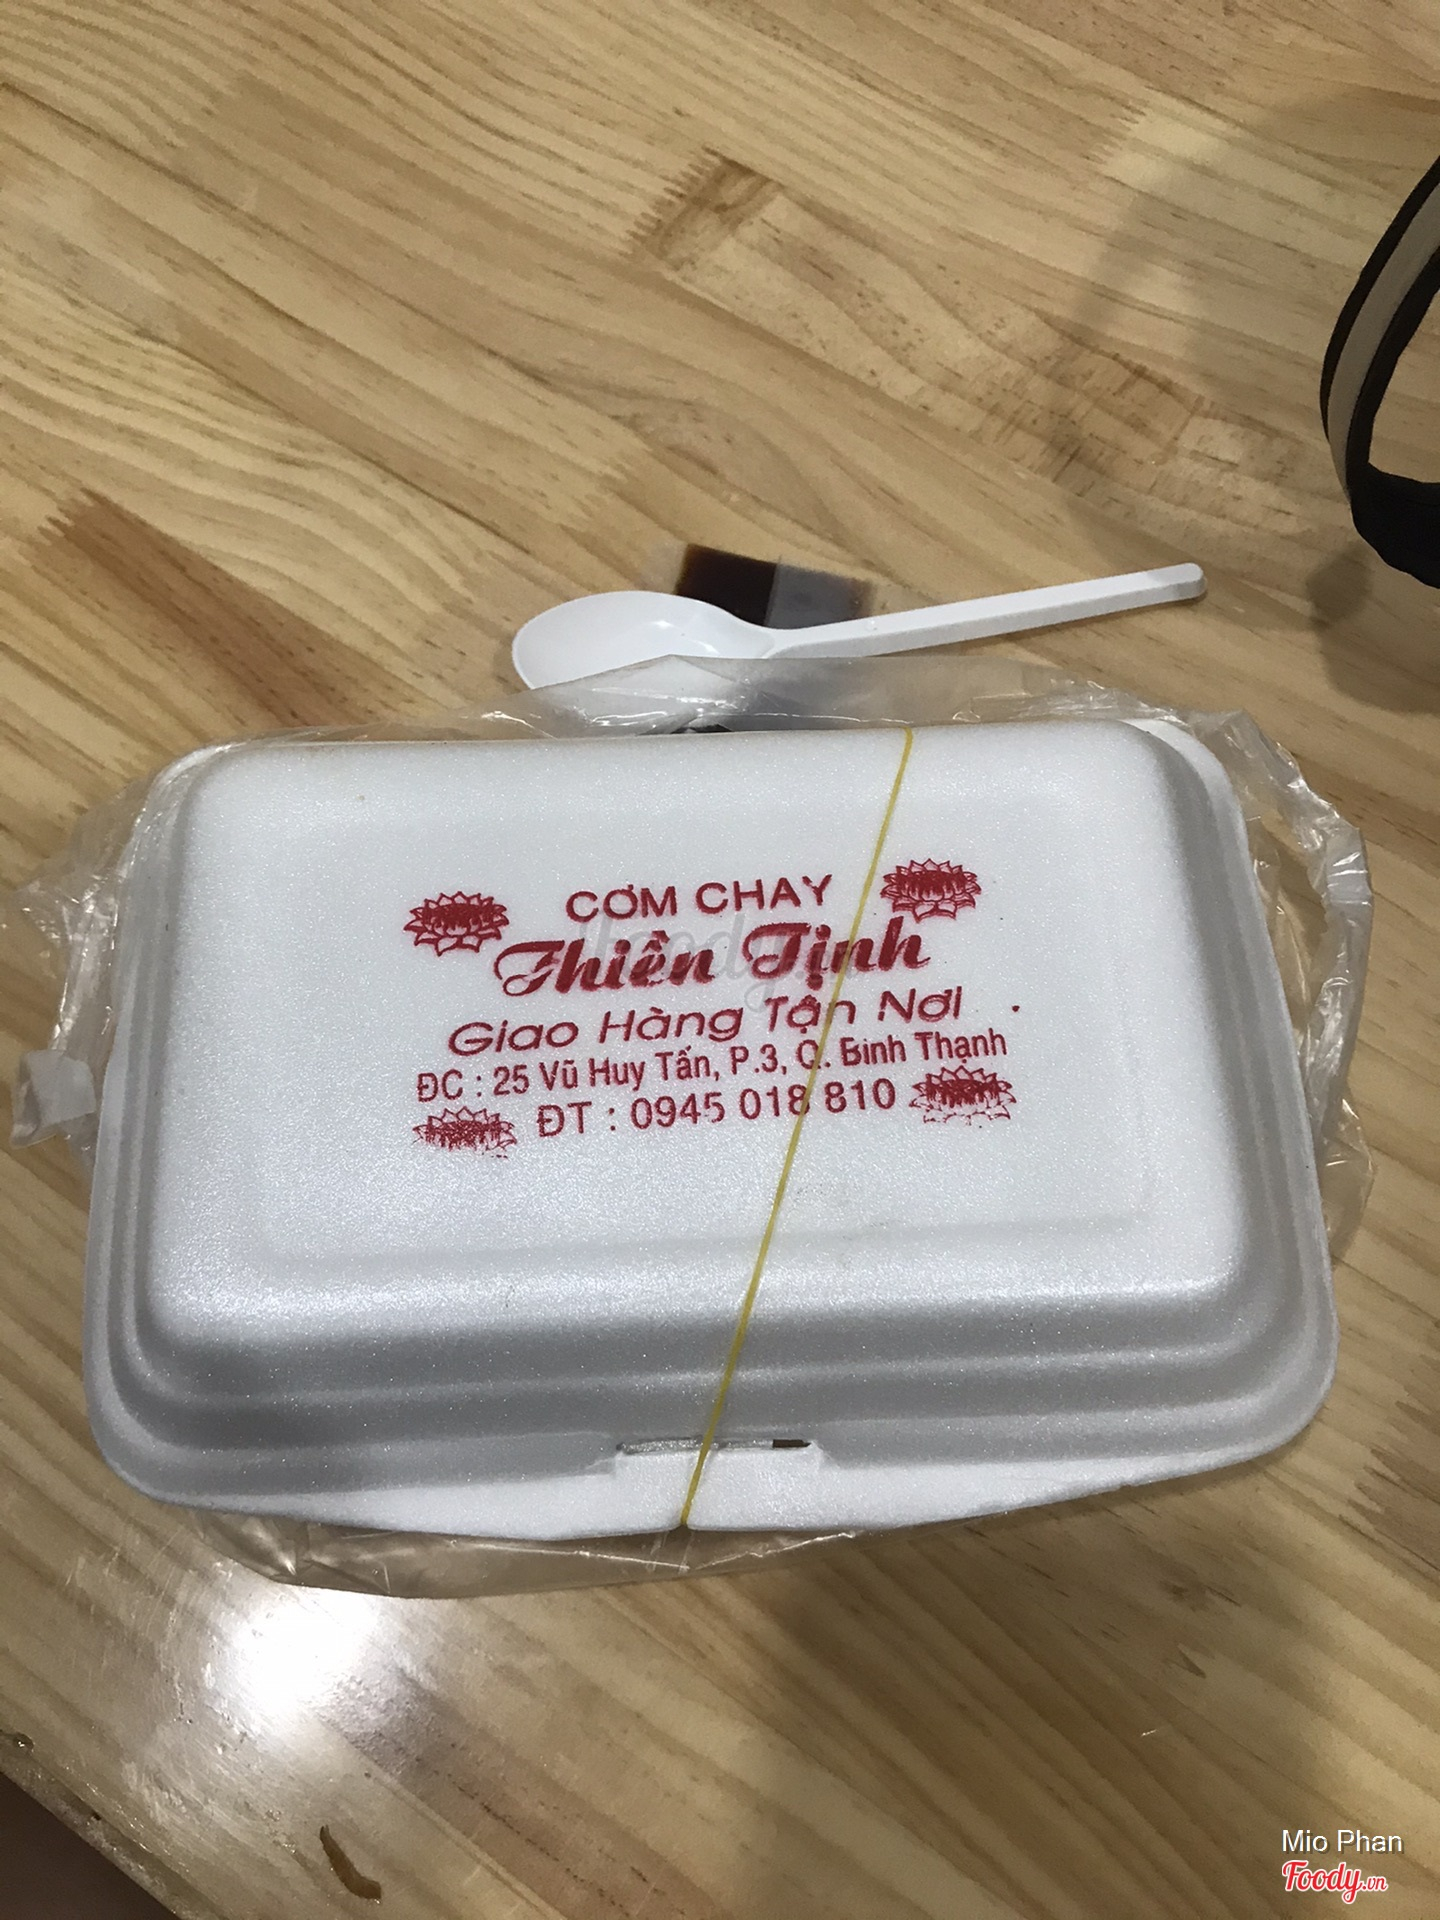 CƠM CHAY
Thiền Tịnh
Giao Hàng Tận Nơi
ĐC : 25 Vũ Huy Tấn, P.3, Q. Bình Thạnh
ĐT : 0945 018 810
Foody
Mio Phan
Foody.vn